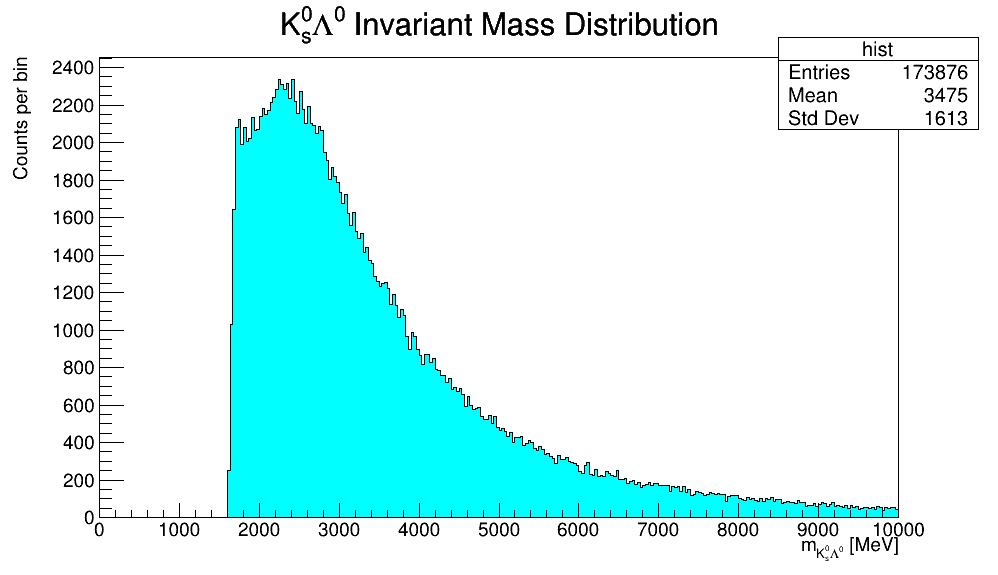 K⁰ₛΛ⁰ Invariant Mass Distribution
hist
Entries 173876
Mean 3475
Std Dev 1613
Counts per bin
2400
2200
2000
1800
1600
1400
1200
1000
800
600
400
200
0
0 1000 2000 3000 4000 5000 6000 7000 8000 9000 10000
m K⁰ₛΛ⁰ [MeV]